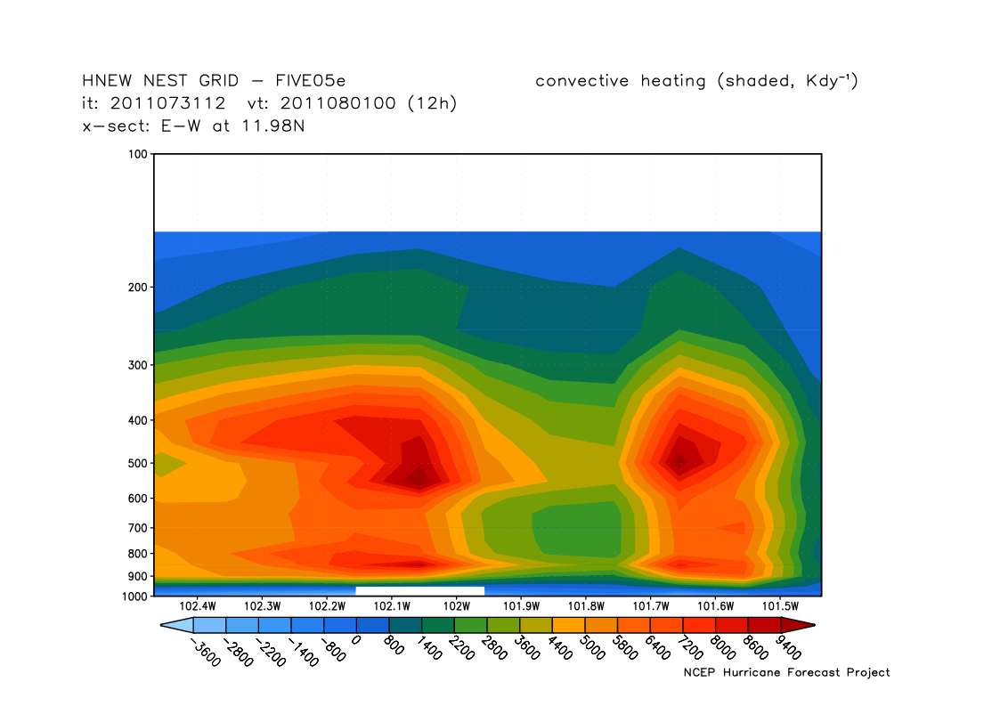 HNEW NEST GRID – FIVE05e
convective heating (shaded, Kdy⁻¹)
it: 2011073112 vt: 2011080100 (12h)
x–sect: E–W at 11.98N
100
200
300
400
500
600
700
800
900
1000
102.4W 102.3W 102.2W 102.1W 102W 101.9W 101.8W 101.7W 101.6W 101.5W
−3600 −2800 −2200 −1400 −800 0 800 1400 2200 2800 3600 4400 5000 5800 6400 7200 8000 8600 9400
NCEP Hurricane Forecast Project